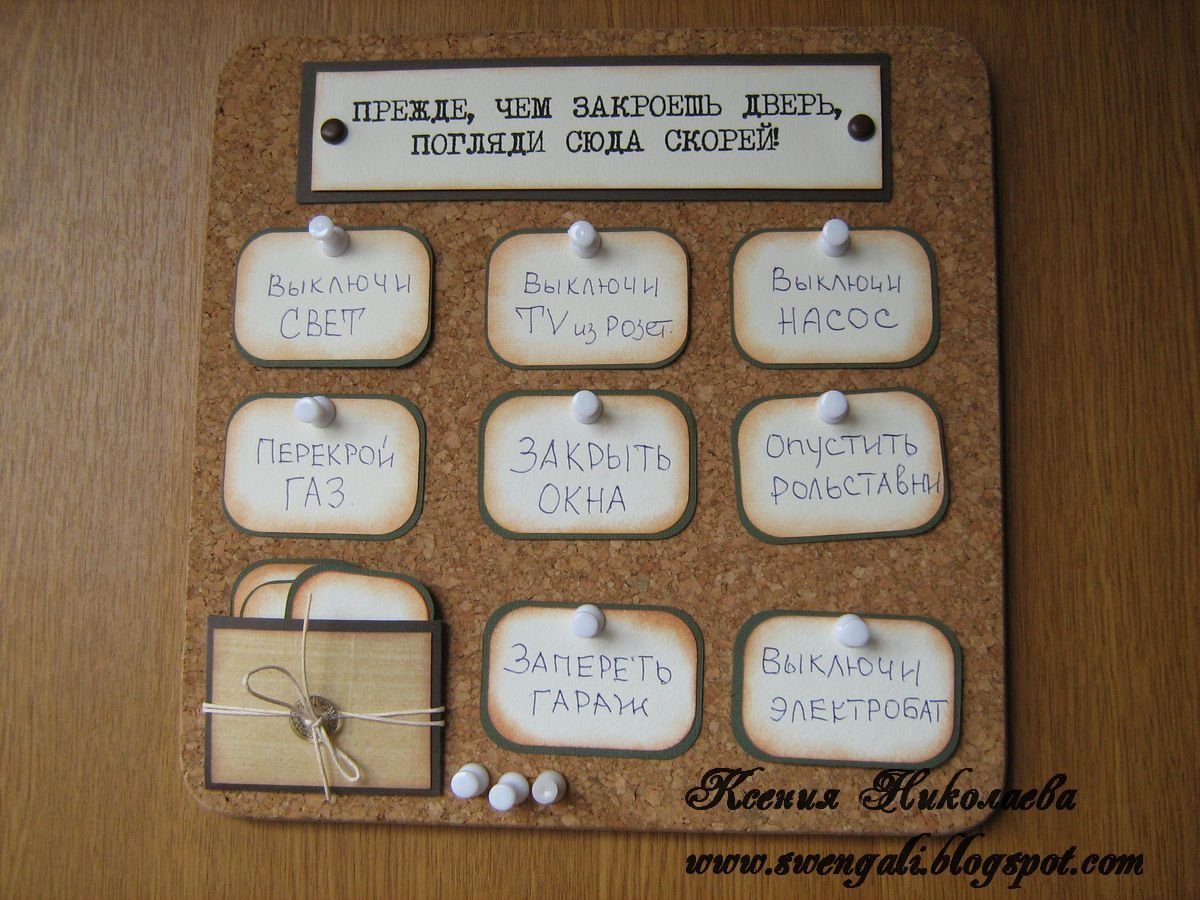 ПРЕЖДЕ, ЧЕМ ЗАКРОЕШЬ ДВЕРЬ,
ПОГЛЯДИ СЮДА СКОРЕЙ!
Выключи
СВЕТ
Выключи
TV из розет.
Выключи
НАСОС
ПЕРЕКРОЙ
ГАЗ.
ЗАКРЫТЬ
ОКНА
Опустить
рольставни
ЗАПЕРЕТЬ
ГАРАЖ
Выключи
ЭЛЕКТРОБАТ
Ксения Николаева
www.swengali.blogspot.com